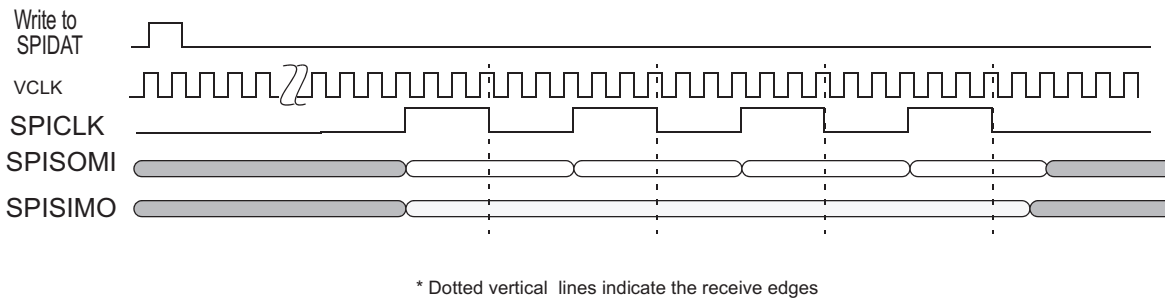 Write to
SPIDAT
VCLK
SPICLK
SPISOMI
SPISIMO
* Dotted vertical lines indicate the receive edges